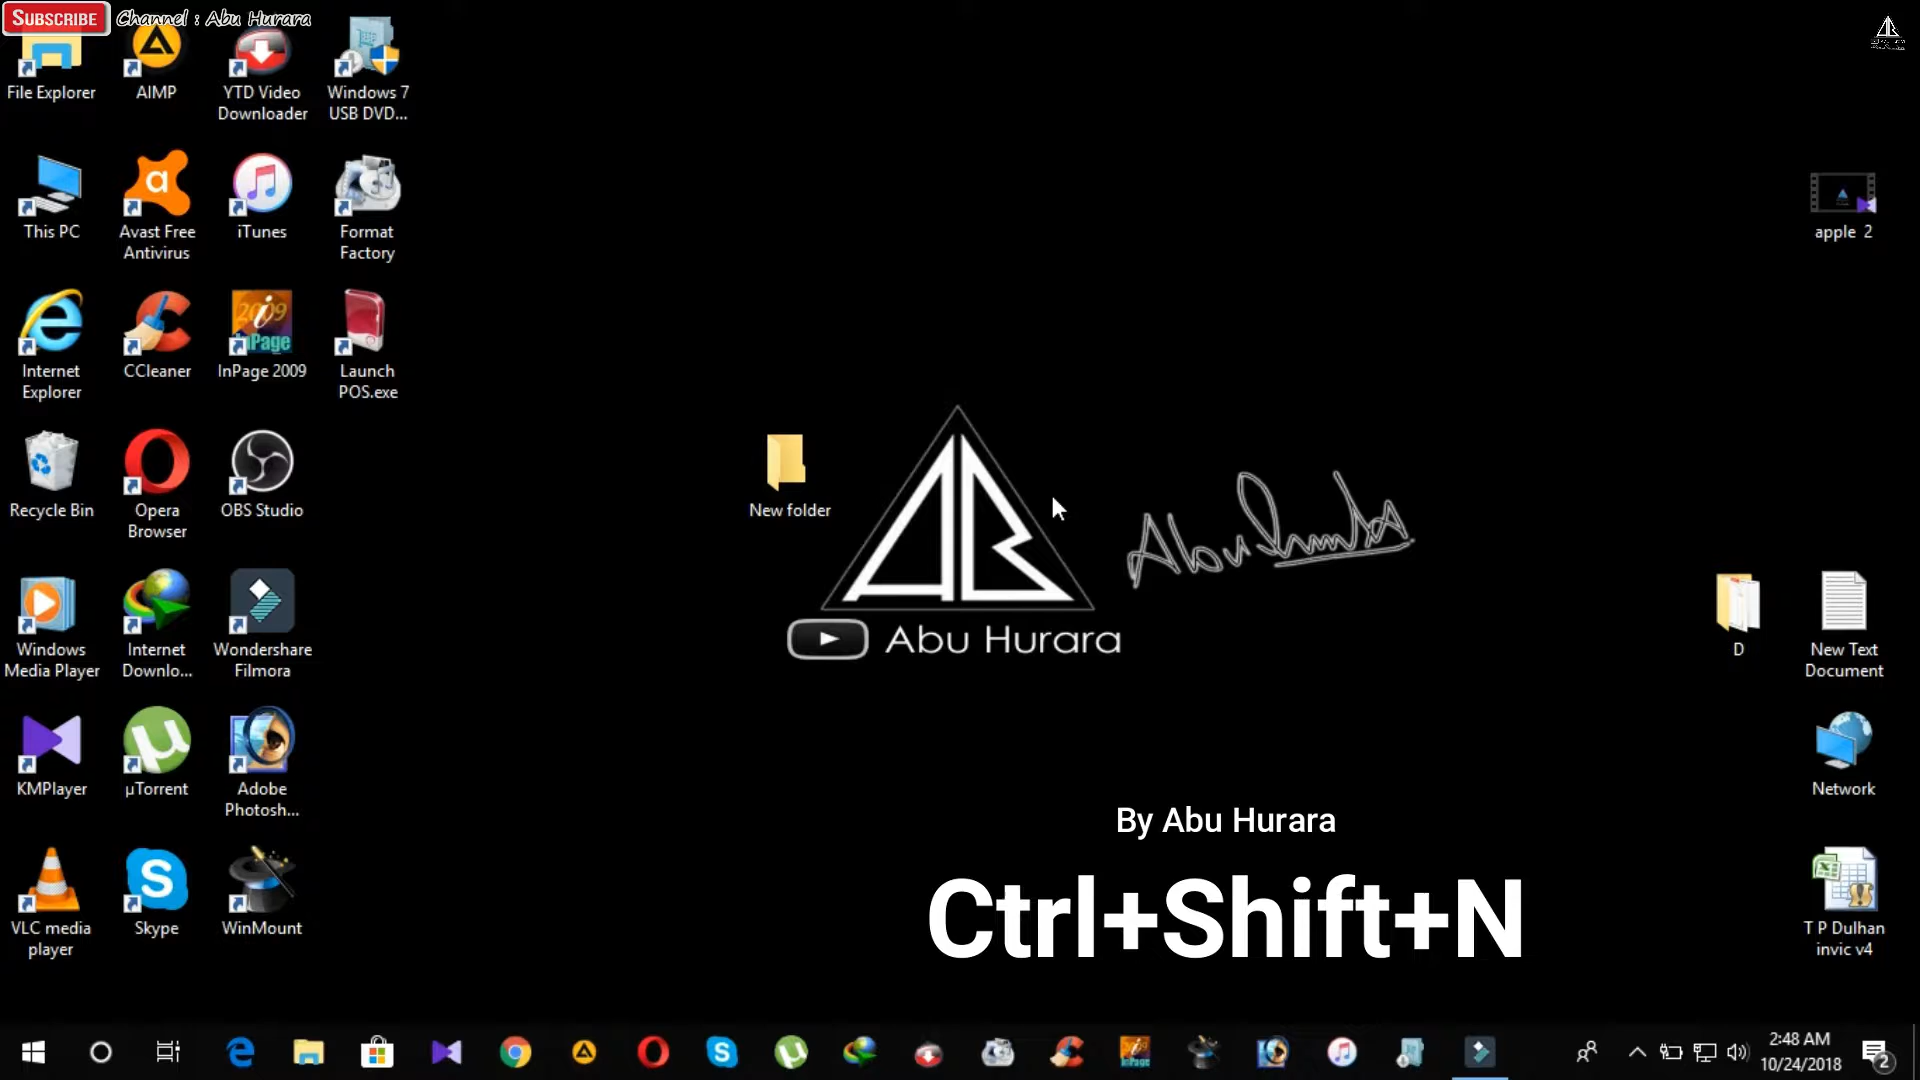 SUBSCRIBE Channel : Abu Hurara
File Explorer
AIMP
YTD Video
Downloader
Windows 7
USB DVD...
This PC
Avast Free
Antivirus
iTunes
Format
Factory
apple 2
Internet
Explorer
CCleaner
2009
InPage
InPage 2009
Launch
POS.exe
Recycle Bin
Opera
Browser
OBS Studio
New folder
AB
Abu Hurara
Windows
Media Player
Internet
Downlo...
Wondershare
Filmora
D
New Text
Document
KMPlayer
µTorrent
Adobe
Photosh...
Network
By Abu Hurara
Ctrl+Shift+N
VLC media
player
Skype
WinMount
T P Dulhan
invic v4
2:48 AM
10/24/2018
2